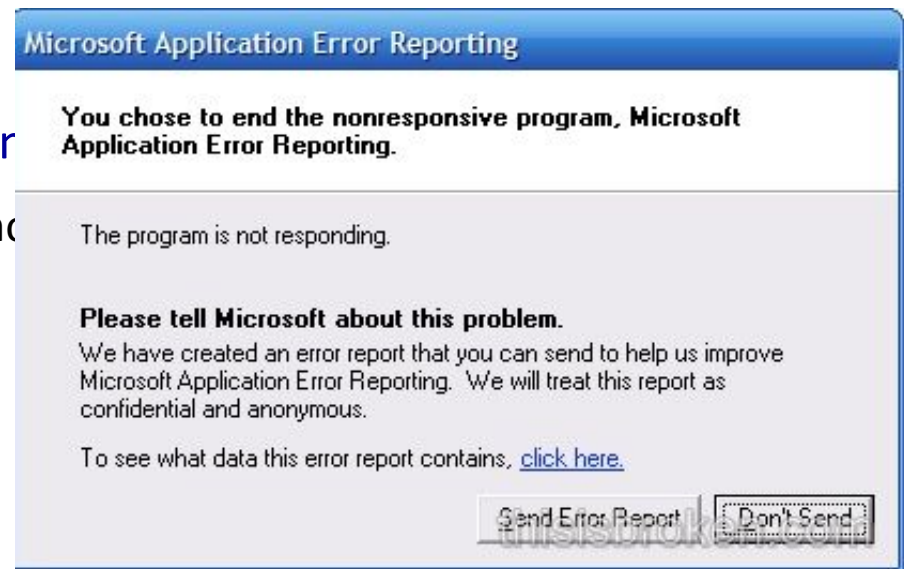 Microsoft Application Error Reporting
You chose to end the nonresponsive program, Microsoft
Application Error Reporting.
The program is not responding.
Please tell Microsoft about this problem.
We have created an error report that you can send to help us improve
Microsoft Application Error Reporting. We will treat this report as
confidential and anonymous.
To see what data this error report contains, click here.
Send Error Report Don't Send
thisisbroken.com